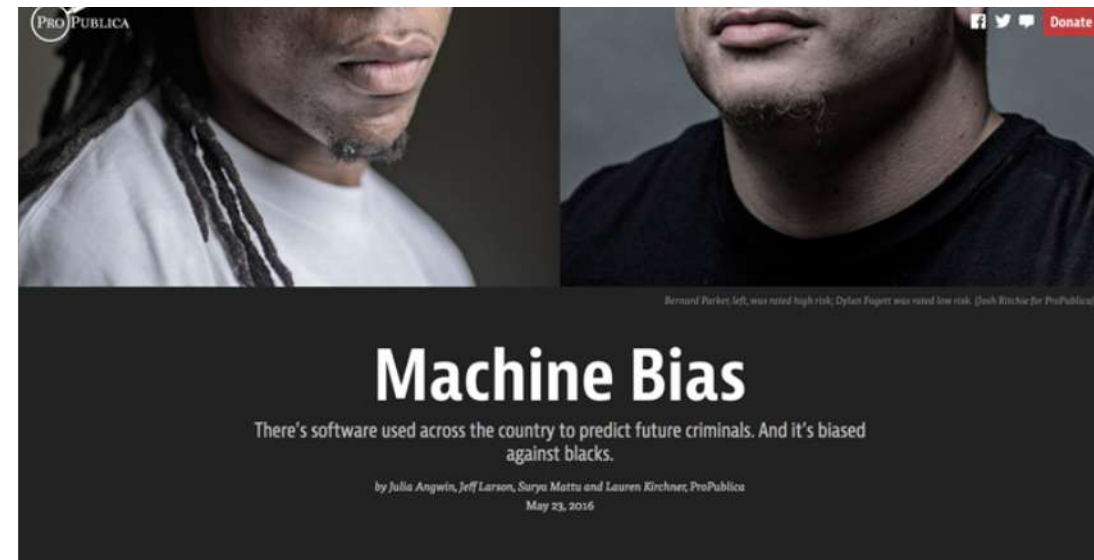 PROPUBLICA
Donate
Bernard Parker, left, was rated high risk; Dylan Fugett was rated low risk. (Josh Ritchie for ProPublica)
Machine Bias
There's software used across the country to predict future criminals. And it's biased
against blacks.
by Julia Angwin, Jeff Larson, Surya Mattu and Lauren Kirchner, ProPublica
May 23, 2016